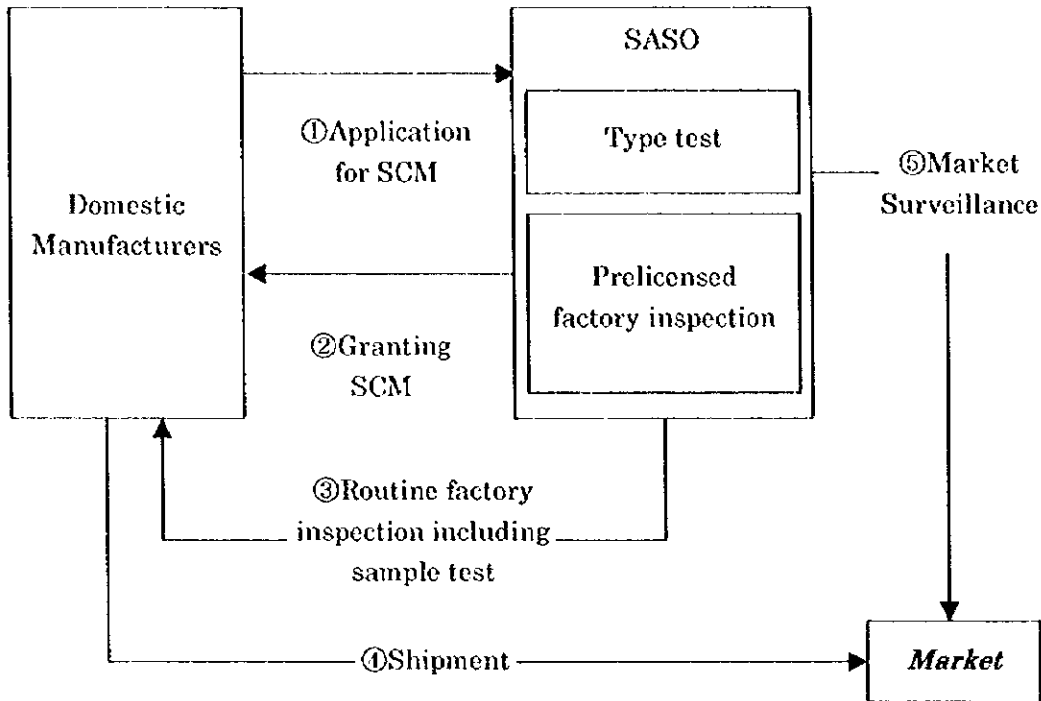 SASO
Type test
Prelicensed
factory inspection
Domestic
Manufacturers
①Application
for SCM
②Granting
SCM
③Routine factory
inspection including
sample test
④Shipment
⑤Market
Surveillance
Market